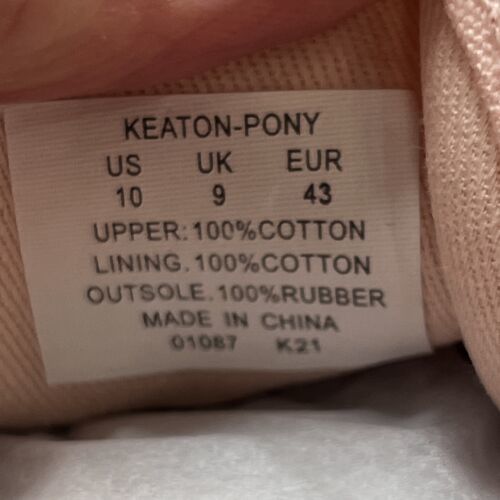 KEATON-PONY
US UK EUR
10 9 43
UPPER:100%COTTON
LINING.100%COTTON
OUTSOLE.100%RUBBER
MADE IN CHINA
01087 K21